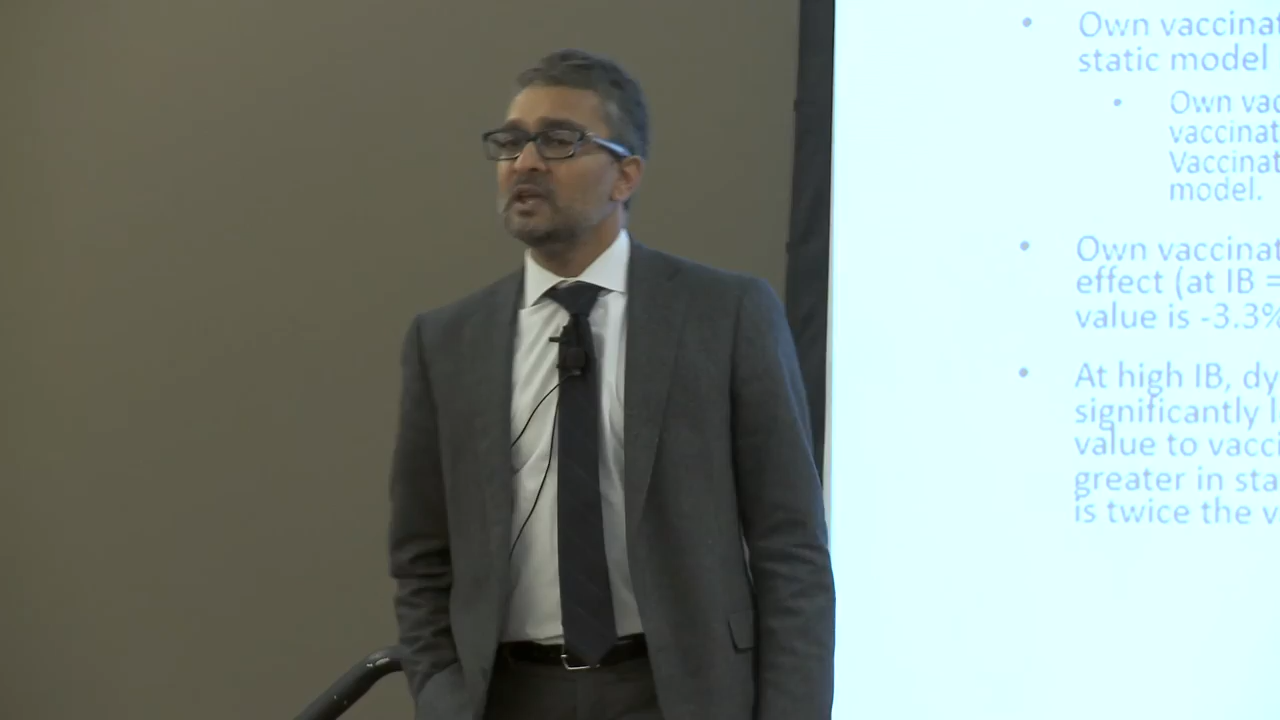 Own vaccinat
static model
Own vac
vaccinat
Vaccinat
model.
Own vaccinat
effect (at IB =
value is -3.3%
At high IB, dy
significantly l
value to vacci
greater in sta
is twice the v